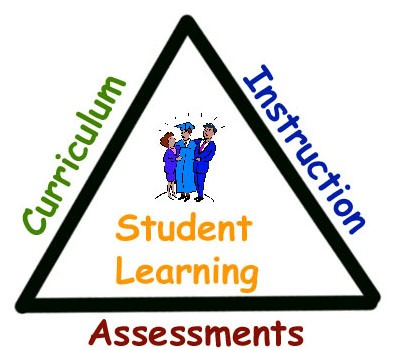 Curriculum
Instruction
Student
Learning
Assessments